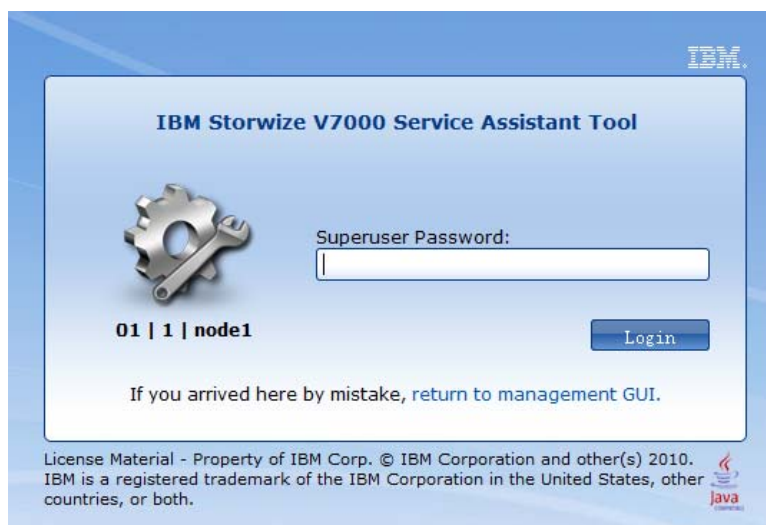 IBM.
IBM Storwize V7000 Service Assistant Tool
Superuser Password:
01 | 1 | node1
Login
If you arrived here by mistake, return to management GUI.
License Material - Property of IBM Corp. © IBM Corporation and other(s) 2010.
IBM is a registered trademark of the IBM Corporation in the United States, other
countries, or both.
Java